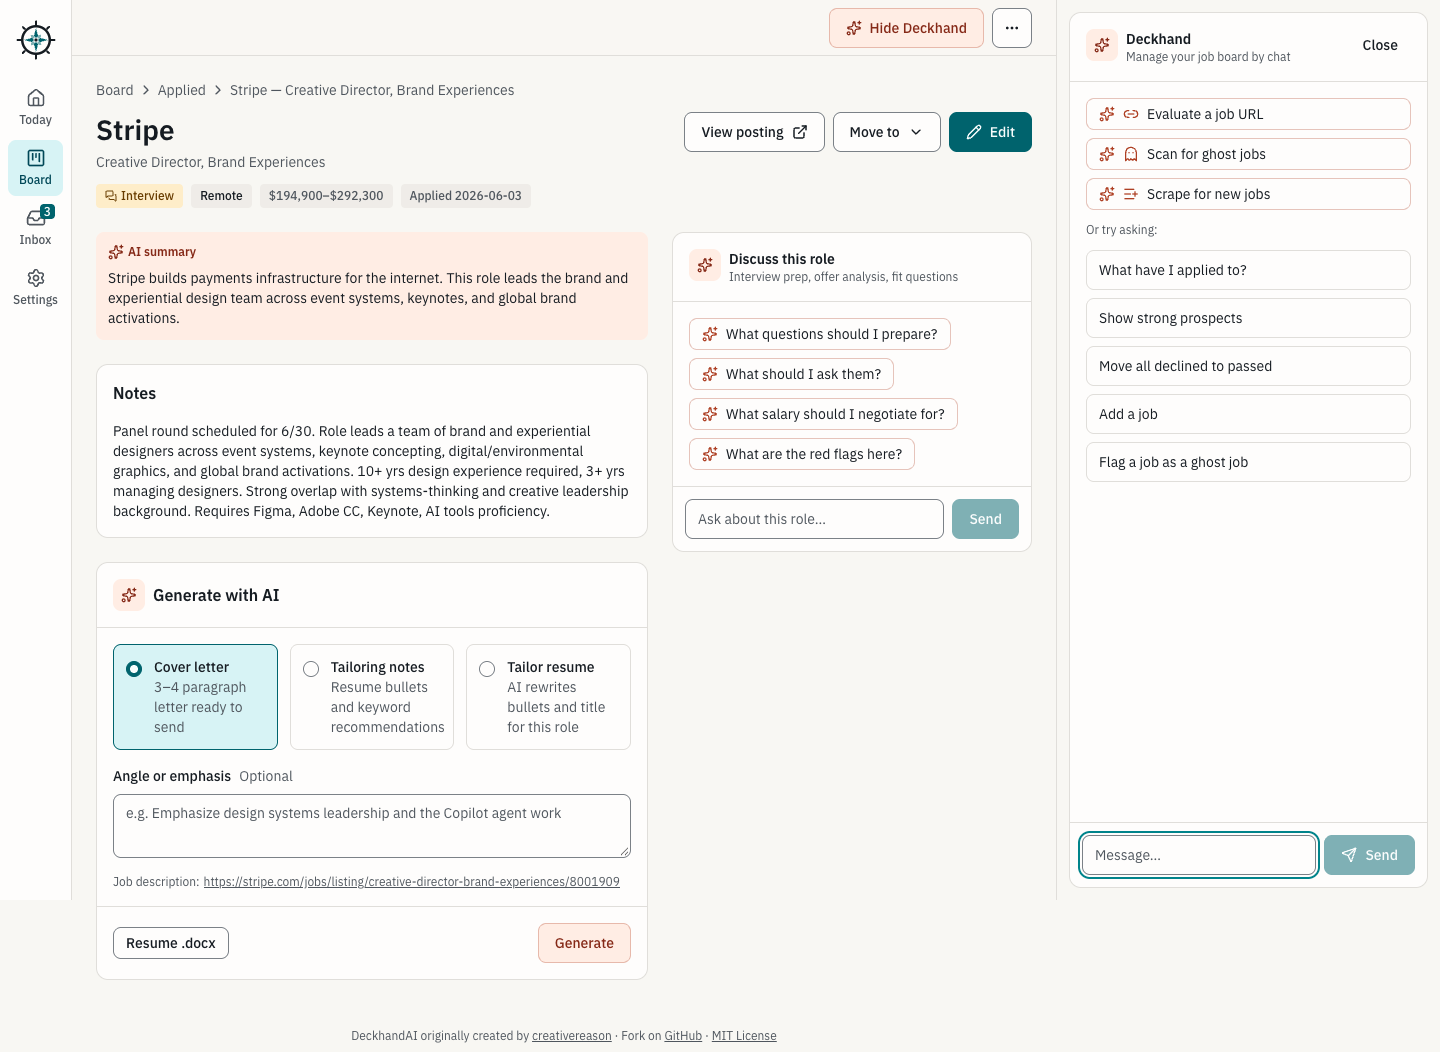 Today
Board
3
Inbox
Settings
Hide Deckhand
Board > Applied > Stripe — Creative Director, Brand Experiences
Stripe
Creative Director, Brand Experiences
View posting
Move to
Edit
Interview
Remote
$194,900–$292,300
Applied 2026-06-03
AI summary
Stripe builds payments infrastructure for the internet. This role leads the brand and
experiential design team across event systems, keynotes, and global brand
activations.
Notes
Panel round scheduled for 6/30. Role leads a team of brand and experiential
designers across event systems, keynote concepting, digital/environmental
graphics, and global brand activations. 10+ yrs design experience required, 3+ yrs
managing designers. Strong overlap with systems-thinking and creative leadership
background. Requires Figma, Adobe CC, Keynote, AI tools proficiency.
Generate with AI
Cover letter
3–4 paragraph
letter ready to
send
Tailoring notes
Resume bullets
and keyword
recommendations
Tailor resume
AI rewrites
bullets and title
for this role
Angle or emphasis Optional
e.g. Emphasize design systems leadership and the Copilot agent work
Job description: https://stripe.com/jobs/listing/creative-director-brand-experiences/8001909
Resume .docx
Generate
Discuss this role
Interview prep, offer analysis, fit questions
What questions should I prepare?
What should I ask them?
What salary should I negotiate for?
What are the red flags here?
Ask about this role...
Send
Deckhand
Manage your job board by chat
Close
Evaluate a job URL
Scan for ghost jobs
Scrape for new jobs
Or try asking:
What have I applied to?
Show strong prospects
Move all declined to passed
Add a job
Flag a job as a ghost job
Message...
Send
DeckhandAI originally created by creativereason · Fork on GitHub · MIT License